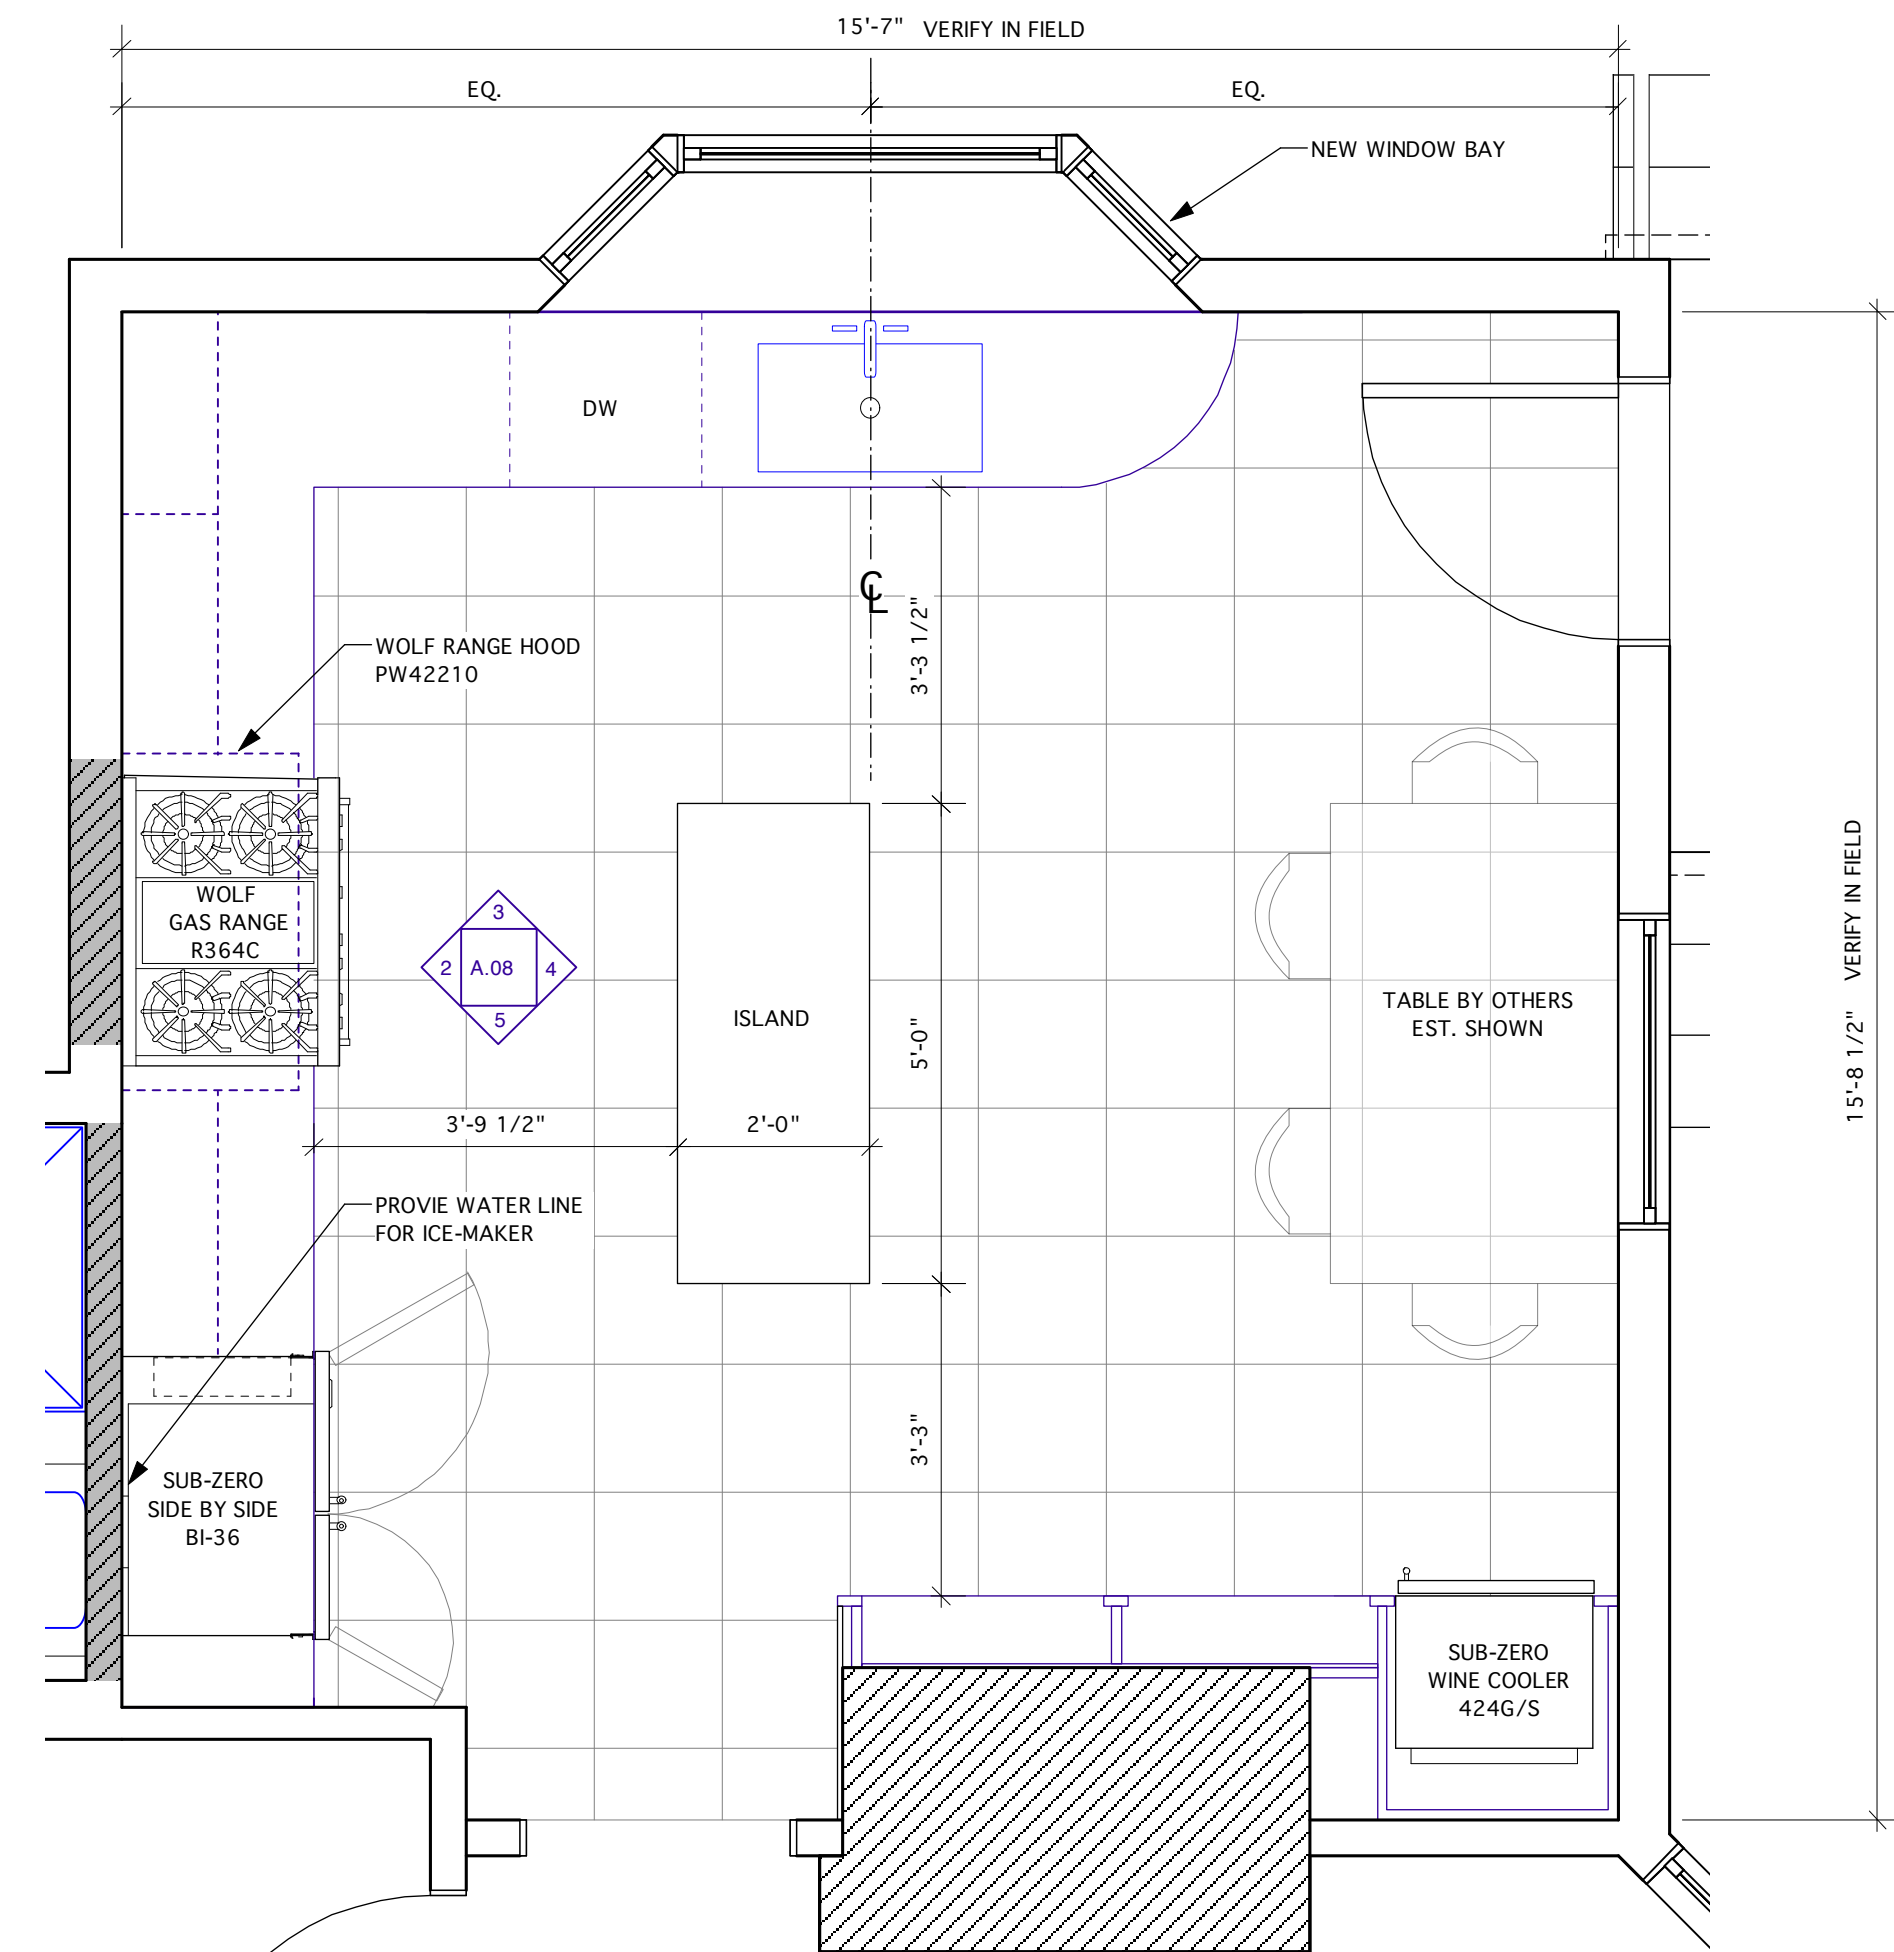 15'-7" VERIFY IN FIELD
EQ.
EQ.
NEW WINDOW BAY
DW
CL
3'-3 1/2"
WOLF RANGE HOOD
PW42210
WOLF
GAS RANGE
R364C
3
2
A.08
4
5
ISLAND
5'-0"
TABLE BY OTHERS
EST. SHOWN
15'-8 1/2" VERIFY IN FIELD
3'-9 1/2"
2'-0"
PROVIE WATER LINE
FOR ICE-MAKER
3'-3"
SUB-ZERO
SIDE BY SIDE
BI-36
SUB-ZERO
WINE COOLER
424G/S